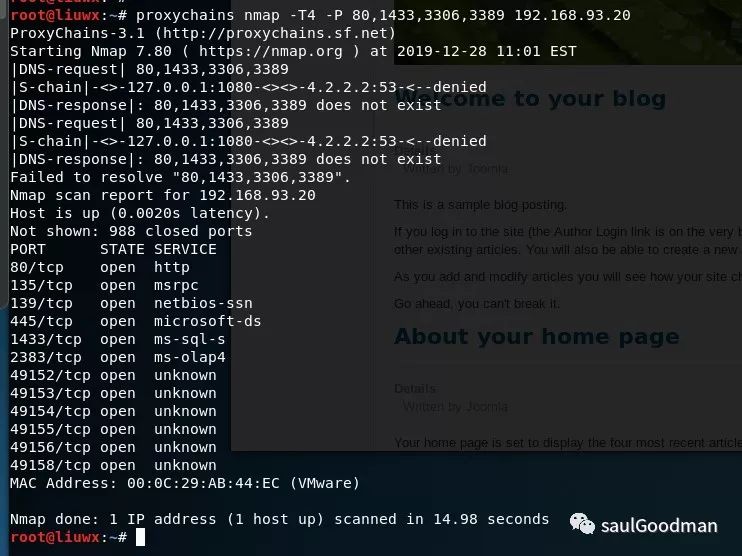 root@liuwx:~# proxychains nmap -T4 -P 80,1433,3306,3389 192.168.93.20
ProxyChains-3.1 (http://proxychains.sf.net)
Starting Nmap 7.80 ( https://nmap.org ) at 2019-12-28 11:01 EST
|DNS-request| 80,1433,3306,3389
|S-chain|-<>-127.0.0.1:1080-<><>-4.2.2.2:53-<--denied
|DNS-response|: 80,1433,3306,3389 does not exist
|DNS-request| 80,1433,3306,3389
|S-chain|-<>-127.0.0.1:1080-<><>-4.2.2.2:53-<--denied
|DNS-response|: 80,1433,3306,3389 does not exist
Failed to resolve "80,1433,3306,3389".
Nmap scan report for 192.168.93.20
Host is up (0.0020s latency).
Not shown: 988 closed ports
PORT STATE SERVICE
80/tcp open http
135/tcp open msrpc
139/tcp open netbios-ssn
445/tcp open microsoft-ds
1433/tcp open ms-sql-s
2383/tcp open ms-olap4
49152/tcp open unknown
49153/tcp open unknown
49154/tcp open unknown
49155/tcp open unknown
49156/tcp open unknown
49158/tcp open unknown
MAC Address: 00:0C:29:AB:44:EC (VMware)
Nmap done: 1 IP address (1 host up) scanned in 14.98 seconds
root@liuwx:~#
Welcome to your blog
Details
Written by Joomla
This is a sample blog posting.
If you log in to the site (the Author Login link is on the very
other existing articles. You will also be able to create a new
As you add and modify articles you will see how your site
Go ahead, you can't break it.
About your home page
Details
Written by Joomla
Your home page is set to display the four most recent
saulGoodman